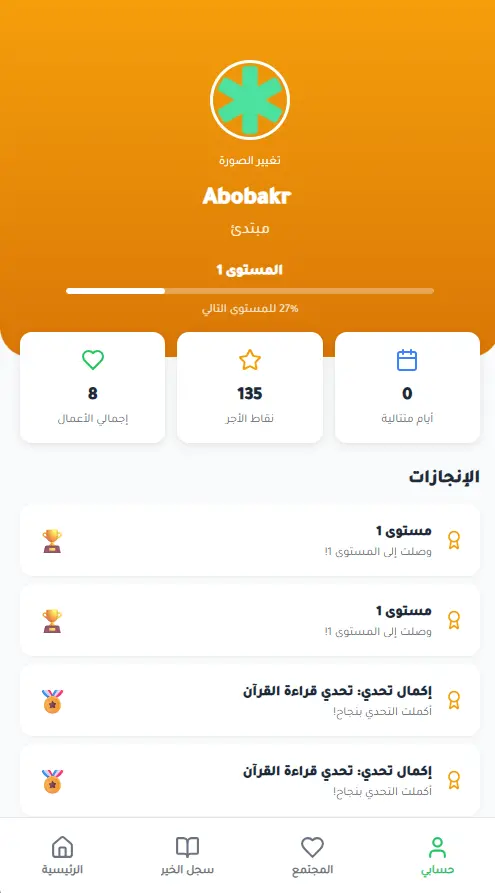 تغيير الصورة
Abobakr
مبتدئ
المستوى 1
27% للمستوى التالي
0
أيام متتالية
135
نقاط الأجر
8
إجمالي الأعمال
الإنجازات
مستوى 1
وصلت إلى المستوى 1!
مستوى 1
وصلت إلى المستوى 1!
إكمال تحدي: تحدي قراءة القرآن
أكملت التحدي بنجاح!
إكمال تحدي: تحدي قراءة القرآن
أكملت التحدي بنجاح!
حسابي
المجتمع
سجل الخير
الرئيسية